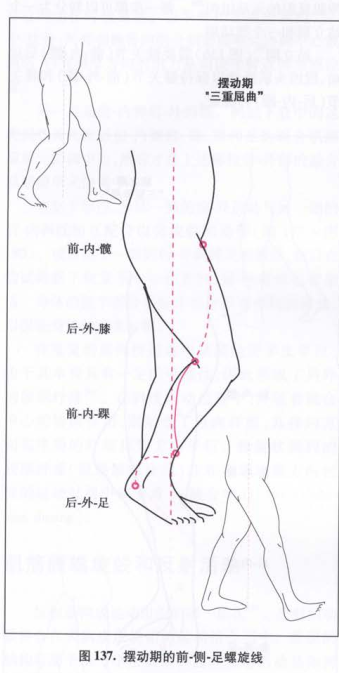 摆动期
"三重屈曲"
前-内-髋
后-外-膝
前-内-踝
后-外-足
图 137. 摆动期的前-侧-足螺旋线